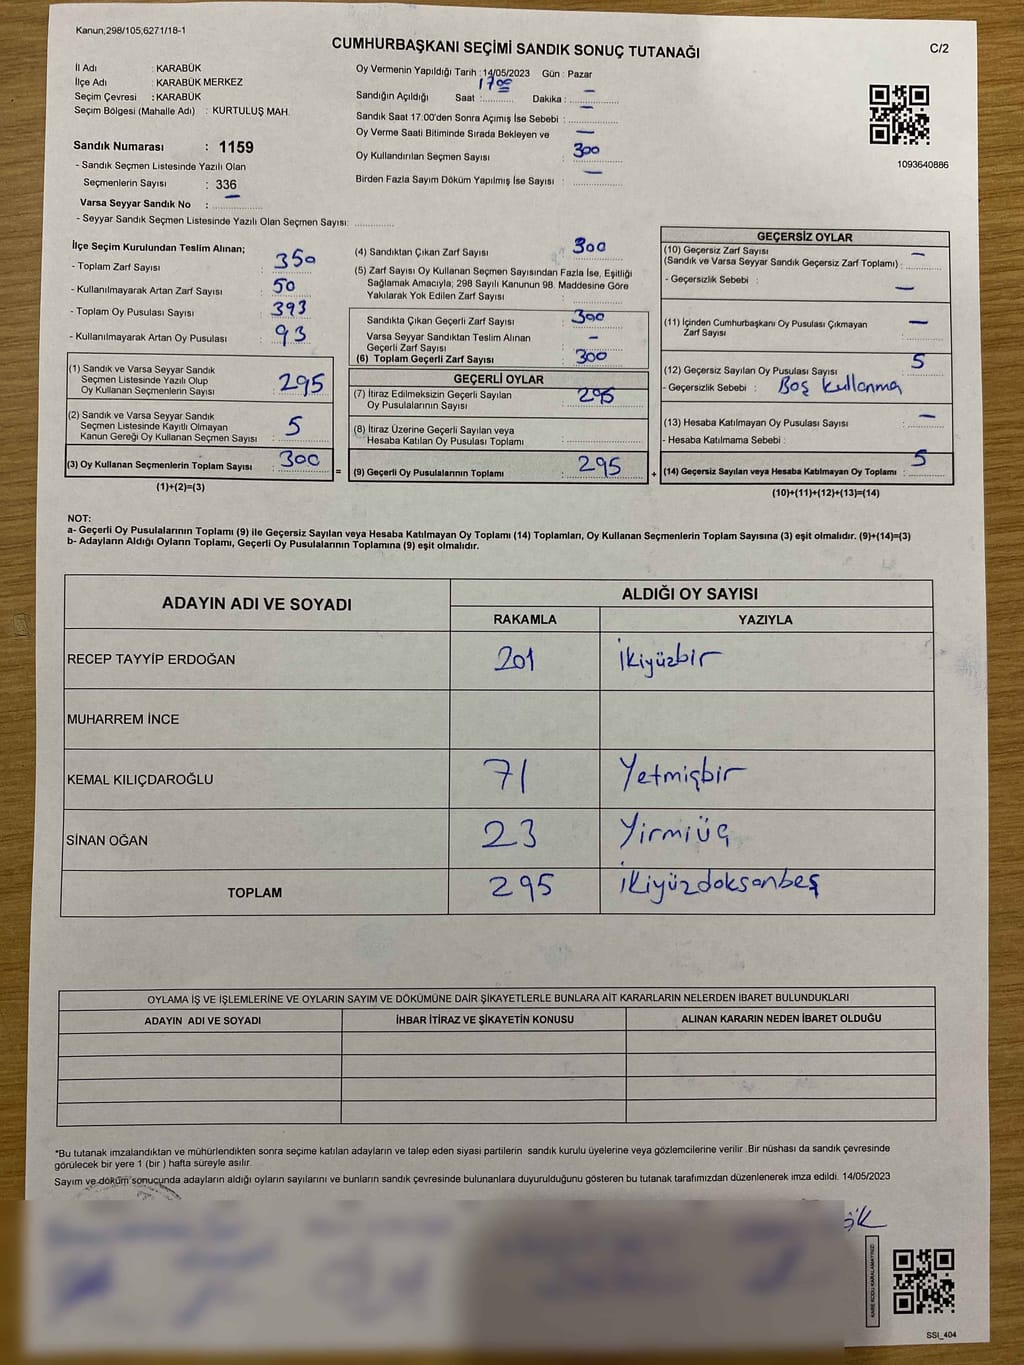 Kanun;298/105,6271/18-1
CUMHURBAŞKANI SEÇİMİ SANDIK SONUÇ TUTANAĞI
C/2
İl Adı : KARABÜK
İlçe Adı : KARABÜK MERKEZ
Seçim Çevresi : KARABÜK
Seçim Bölgesi (Mahalle Adı) : KURTULUŞ MAH.
Sandık Numarası : 1159
- Sandık Seçmen Listesinde Yazılı Olan
Seçmenlerin Sayısı : 336
Varsa Seyyar Sandık No : —
- Seyyar Sandık Seçmen Listesinde Yazılı Olan Seçmen Sayısı:
Oy Vermenin Yapıldığı Tarih : 14/05/2023 Gün : Pazar
Sandığın Açıldığı Saat : 17 00 Dakika : —
Sandık Saat 17.00'den Sonra Açımış İse Sebebi : —
Oy Verme Saati Bitiminde Sırada Bekleyen ve —
Oy Kullandırılan Seçmen Sayısı : 300
Birden Fazla Sayım Döküm Yapılmış İse Sayısı : —
1093640886
İlçe Seçim Kurulundan Teslim Alınan;
- Toplam Zarf Sayısı : 350
- Kullanılmayarak Artan Zarf Sayısı : 50
- Toplam Oy Pusulası Sayısı : 393
- Kullanılmayarak Artan Oy Pusulası : 93
(1) Sandık ve Varsa Seyyar Sandık
Seçmen Listesinde Yazılı Olup
Oy Kullanan Seçmenlerin Sayısı : 295
(2) Sandık ve Varsa Seyyar Sandık
Seçmen Listesinde Kayıtlı Olmayan
Kanun Gereği Oy Kullanan Seçmen Sayısı : 5
(3) Oy Kullanan Seçmenlerin Toplam Sayısı : 300
(1)+(2)=(3)
=
(4) Sandıktan Çıkan Zarf Sayısı : 300
(5) Zarf Sayısı Oy Kullanan Seçmen Sayısından Fazla İse, Eşitliği
Sağlamak Amacıyla; 298 Sayılı Kanunun 98. Maddesine Göre
Yakılarak Yok Edilen Zarf Sayısı :
Sandıkta Çıkan Geçerli Zarf Sayısı : 300
Varsa Seyyar Sandıktan Teslim Alınan
Geçerli Zarf Sayısı : —
(6) Toplam Geçerli Zarf Sayısı : 300
GEÇERLİ OYLAR
(7) İtiraz Edilmeksizin Geçerli Sayılan
Oy Pusulalarının Sayısı : 295
(8) İtiraz Üzerine Geçerli Sayılan veya
Hesaba Katılan Oy Pusulası Toplamı :
(9) Geçerli Oy Pusulalarının Toplamı : 295
+
GEÇERSİZ OYLAR
(10) Geçersiz Zarf Sayısı
(Sandık ve Varsa Seyyar Sandık Geçersiz Zarf Toplamı) : —
- Geçersizlik Sebebi : —
(11) İçinden Cumhurbaşkanı Oy Pusulası Çıkmayan
Zarf Sayısı : —
(12) Geçersiz Sayılan Oy Pusulası Sayısı : 5
- Geçersizlik Sebebi : Boş Kullanma
(13) Hesaba Katılmayan Oy Pusulası Sayısı : —
- Hesaba Katılmama Sebebi :
(14) Geçersiz Sayılan veya Hesaba Katılmayan Oy Toplamı : 5
(10)+(11)+(12)+(13)=(14)
NOT:
a- Geçerli Oy Pusulalarının Toplamı (9) ile Geçersiz Sayılan veya Hesaba Katılmayan Oy Toplamı (14) Toplamları, Oy Kullanan Seçmenlerin Toplam Sayısına (3) eşit olmalıdır. (9)+(14)=(3)
b- Adayların Aldığı Oyların Toplamı, Geçerli Oy Pusulalarının Toplamına (9) eşit olmalıdır.
ADAYIN ADI VE SOYADI
ALDIĞI OY SAYISI
RAKAMLA YAZIYLA
RECEP TAYYİP ERDOĞAN 201 İkiyüzbir
MUHARREM İNCE
KEMAL KILIÇDAROĞLU 71 Yetmişbir
SİNAN OĞAN 23 Yirmiüç
TOPLAM 295 İkiyüzdoksanbeş
OYLAMA İŞ VE İŞLEMLERİNE VE OYLARIN SAYIM VE DÖKÜMÜNE DAİR ŞİKAYETLERLE BUNLARA AİT KARARLARIN NELERDEN İBARET BULUNDUKLARI
ADAYIN ADI VE SOYADI İHBAR İTİRAZ VE ŞİKAYETİN KONUSU ALINAN KARARIN NEDEN İBARET OLDUĞU
*Bu tutanak imzalandıktan ve mühürlendikten sonra seçime katılan adayların ve talep eden siyasi partilerin sandık kurulu üyelerine veya gözlemcilerine verilir .Bir nüshası da sandık çevresinde
görülecek bir yere 1 (bir ) hafta süreyle asılır.
Sayım ve döküm sonucunda adayların aldığı oyların sayılarını ve bunların sandık çevresinde bulunanlara duyurulduğunu gösteren bu tutanak tarafımızdan düzenlenerek imza edildi. 14/05/2023
KARE KODU KARALAMAYINIZ!
SSI_404